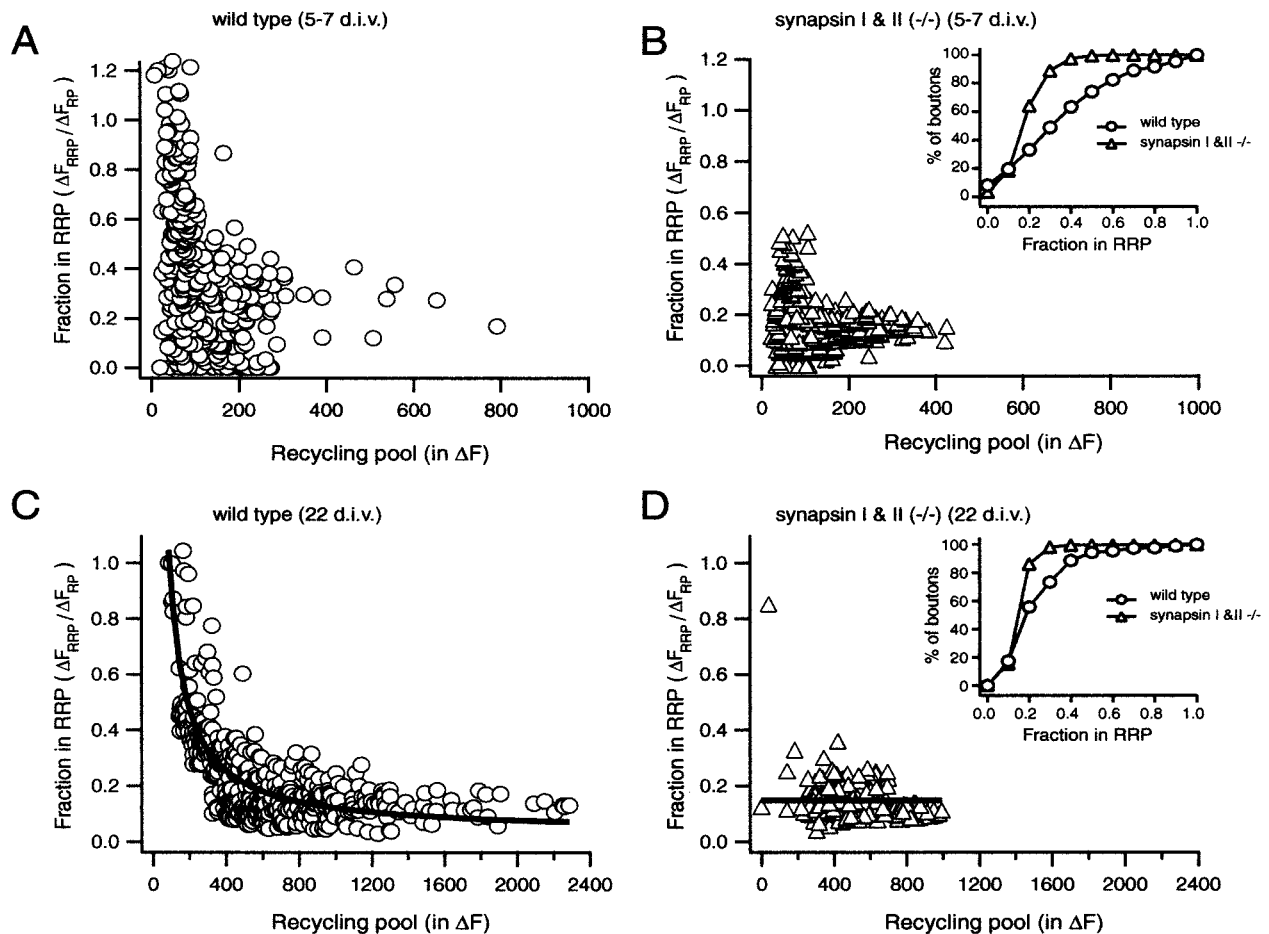 A
wild type (5-7 d.i.v.)
Fraction in RRP ( ΔF_RRP / ΔF_RP )
1.2
1.0
0.8
0.6
0.4
0.2
0.0
0 200 400 600 800 1000
Recycling pool (in ΔF)
B
synapsin I & II (-/-) (5-7 d.i.v.)
Fraction in RRP ( ΔF_RRP / ΔF_RP )
1.2
1.0
0.8
0.6
0.4
0.2
0.0
0 200 400 600 800 1000
Recycling pool (in ΔF)
% of boutons
100
80
60
40
20
0
0.0 0.2 0.4 0.6 0.8 1.0
Fraction in RRP
wild type
synapsin I &II -/-
C
wild type (22 d.i.v.)
Fraction in RRP ( ΔF_RRP / ΔF_RP )
1.0
0.8
0.6
0.4
0.2
0.0
0 400 800 1200 1600 2000 2400
Recycling pool (in ΔF)
D
synapsin I & II (-/-) (22 d.i.v.)
Fraction in RRP ( ΔF_RRP / ΔF_RP )
1.0
0.8
0.6
0.4
0.2
0.0
0 400 800 1200 1600 2000 2400
Recycling pool (in ΔF)
% of boutons
100
80
60
40
20
0
0.0 0.2 0.4 0.6 0.8 1.0
Fraction in RRP
wild type
synapsin I &II -/-